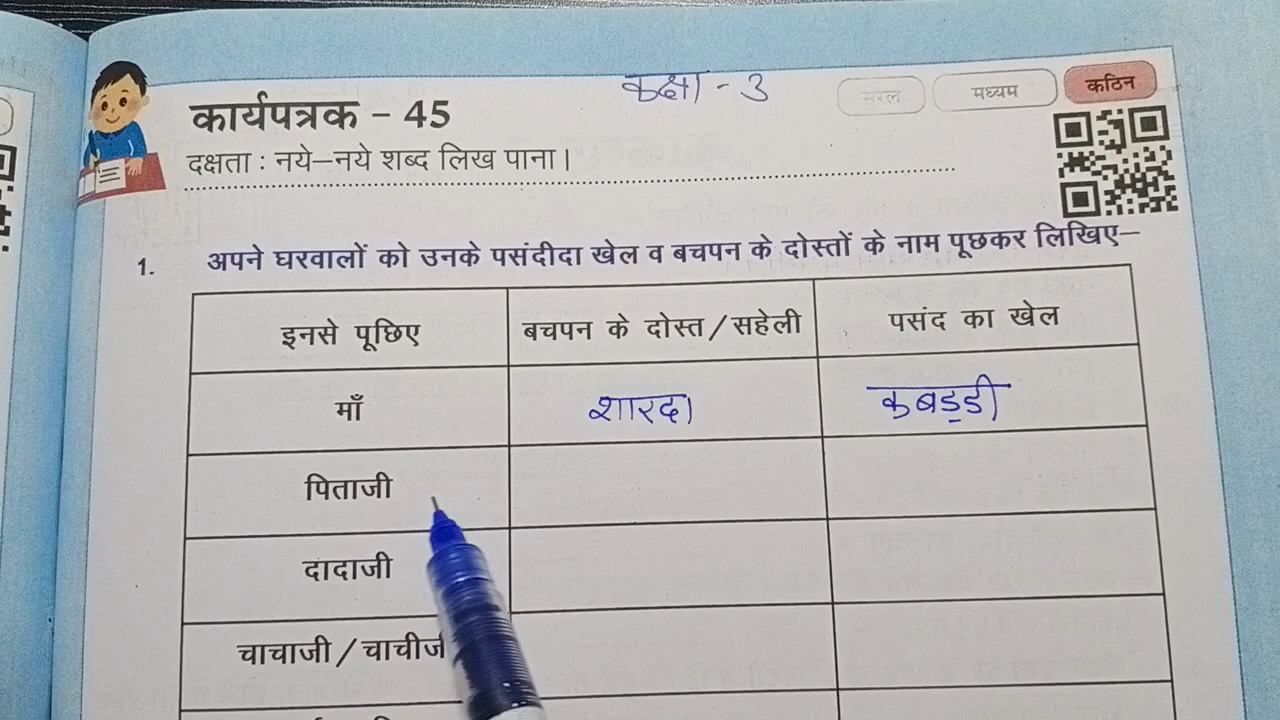 कक्षा - 3
सरल मध्यम कठिन
कार्यपत्रक - 45
दक्षता : नये-नये शब्द लिख पाना।
1. अपने घरवालों को उनके पसंदीदा खेल व बचपन के दोस्तों के नाम पूछकर लिखिए-
इनसे पूछिए बचपन के दोस्त/सहेली पसंद का खेल
माँ शारदा कबड्डी
पिताजी
दादाजी
चाचाजी/